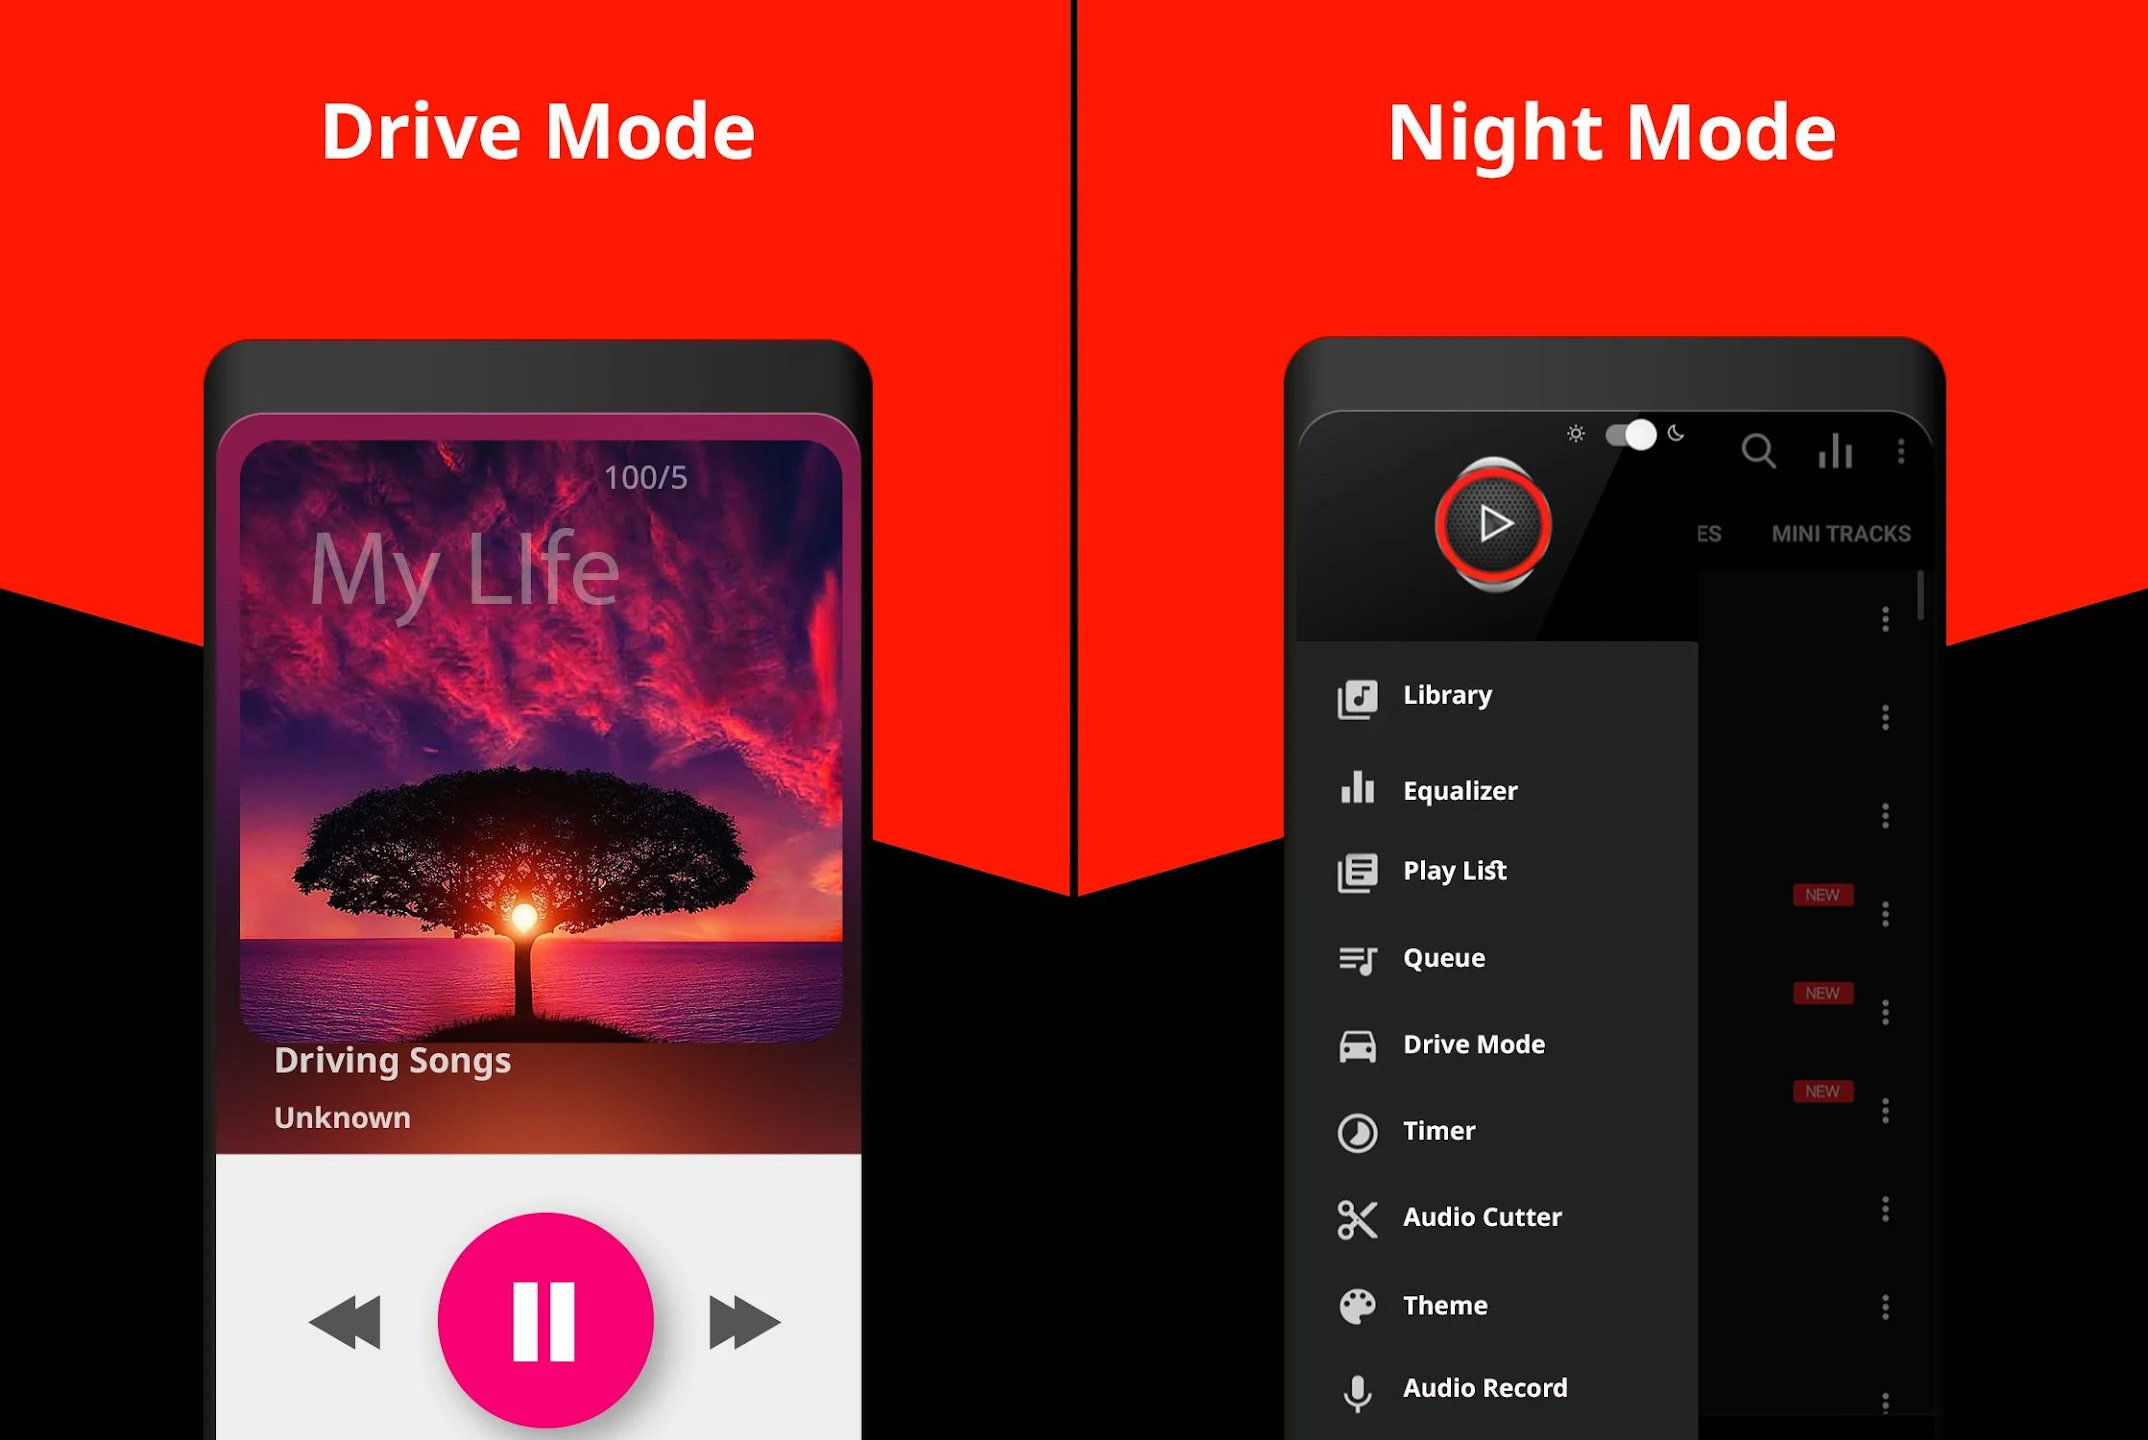 Drive Mode
100/5
My LIfe
Driving Songs
Unknown
Night Mode
ES MINI TRACKS
Library
Equalizer
Play List
NEW
Queue
NEW
Drive Mode
NEW
Timer
Audio Cutter
Theme
Audio Record